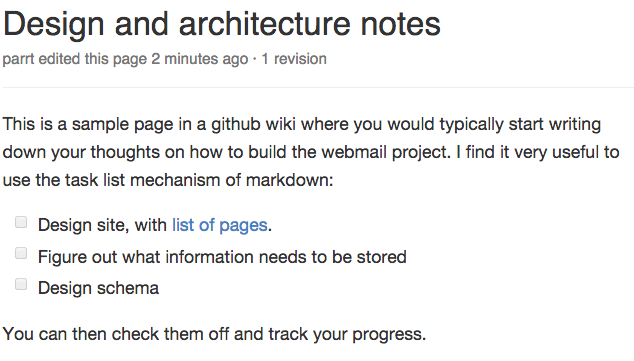 Design and architecture notes
parrt edited this page 2 minutes ago · 1 revision
This is a sample page in a github wiki where you would typically start writing
down your thoughts on how to build the webmail project. I find it very useful to
use the task list mechanism of markdown:
Design site, with list of pages.
Figure out what information needs to be stored
Design schema
You can then check them off and track your progress.